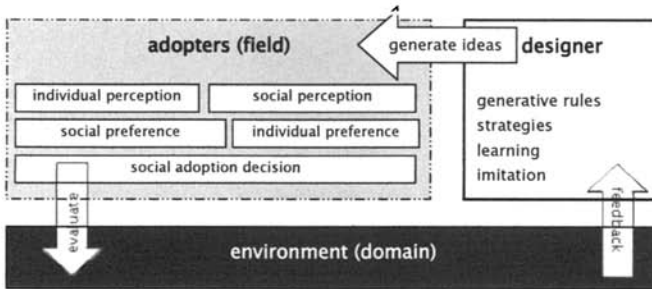 adopters (field)
generate ideas
designer
individual perception
social perception
social preference
individual preference
social adoption decision
generative rules
strategies
learning
imitation
evaluate
feedback
environment (domain)